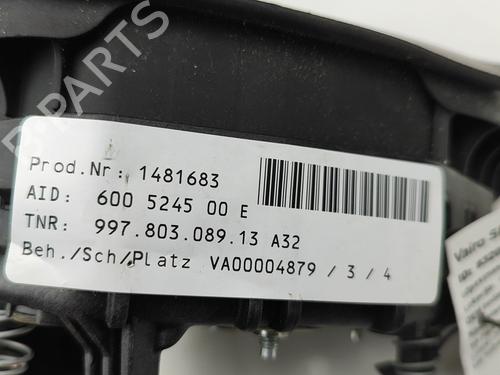 B PARTS
Prod.Nr: 1481683
AID: 600 5245 00 E
TNR: 997.803.089.13 A32
Beh./Sch/Platz VA00004879 / 3 / 4